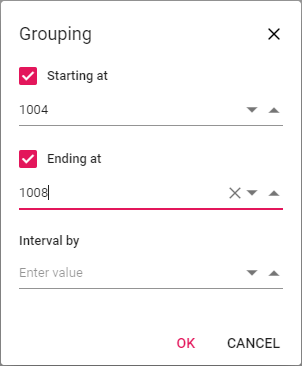 Grouping
Starting at
1004
Ending at
1008
Interval by
Enter value
OK CANCEL